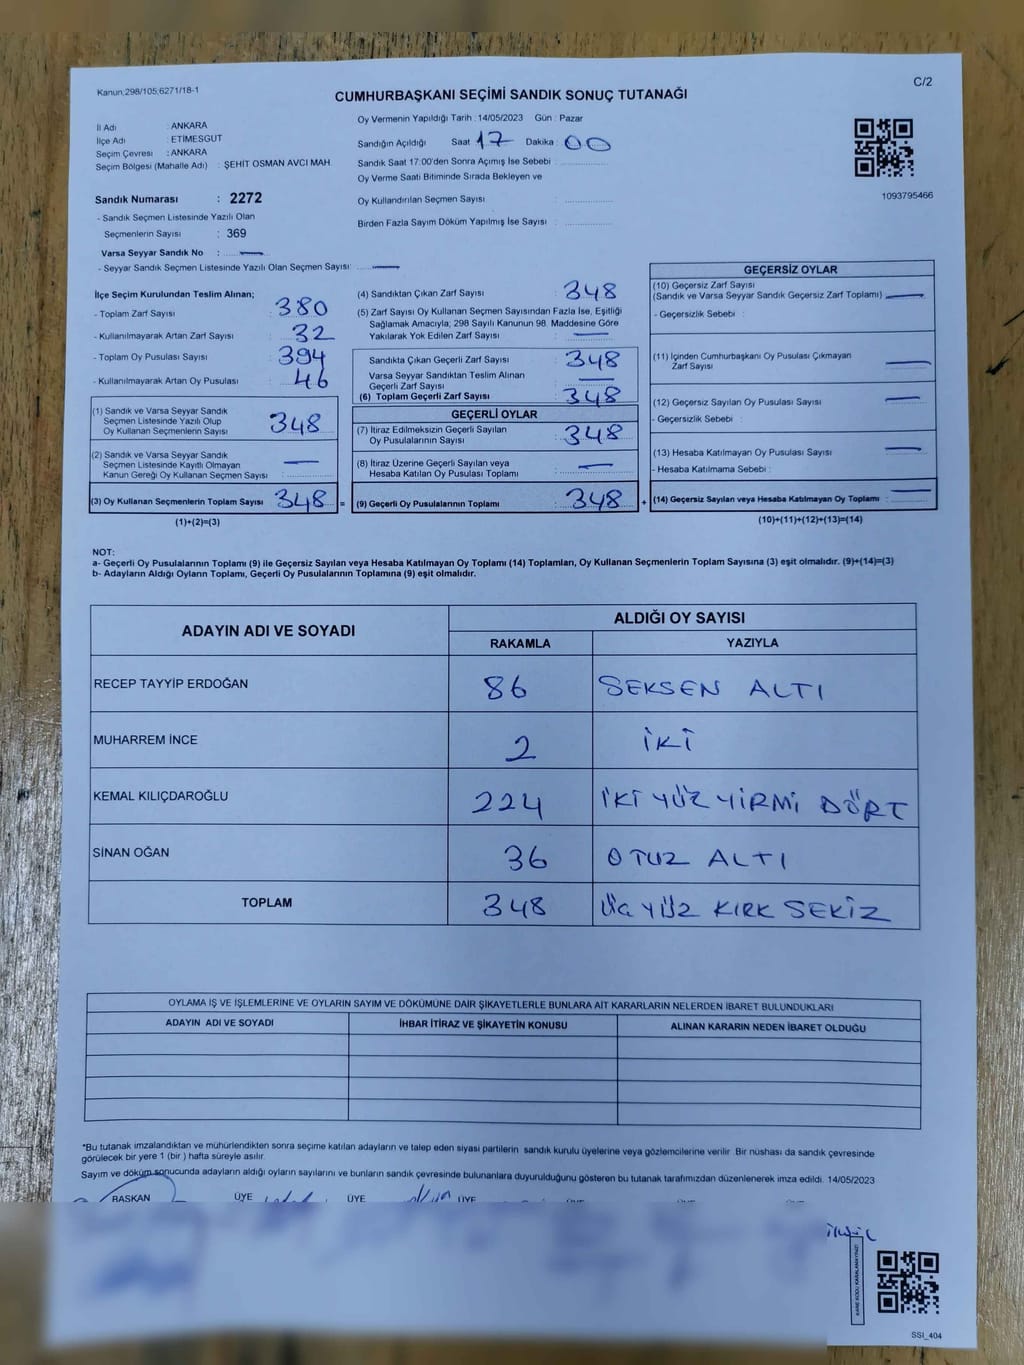 Kanun:298/105;6271/18-1
C/2
CUMHURBAŞKANI SEÇİMİ SANDIK SONUÇ TUTANAĞI
İl Adı : ANKARA
İlçe Adı : ETİMESGUT
Seçim Çevresi : ANKARA
Seçim Bölgesi (Mahalle Adı) : ŞEHİT OSMAN AVCI MAH.
Oy Vermenin Yapıldığı Tarih : 14/05/2023 Gün : Pazar
Sandığın Açıldığı Saat 17 Dakika : 00
Sandık Saat 17:00'den Sonra Açımış İse Sebebi :
Oy Verme Saati Bitiminde Sırada Bekleyen ve
Oy Kullandırılan Seçmen Sayısı :
Birden Fazla Sayım Döküm Yapılmış İse Sayısı :
1093795466
Sandık Numarası : 2272
- Sandık Seçmen Listesinde Yazılı Olan
Seçmenlerin Sayısı : 369
Varsa Seyyar Sandık No : —
- Seyyar Sandık Seçmen Listesinde Yazılı Olan Seçmen Sayısı: —
İlçe Seçim Kurulundan Teslim Alınan;
- Toplam Zarf Sayısı : 380
- Kullanılmayarak Artan Zarf Sayısı : 32
- Toplam Oy Pusulası Sayısı : 394
- Kullanılmayarak Artan Oy Pusulası : 46
(1) Sandık ve Varsa Seyyar Sandık
Seçmen Listesinde Yazılı Olup
Oy Kullanan Seçmenlerin Sayısı : 348
(2) Sandık ve Varsa Seyyar Sandık
Seçmen Listesinde Kayıtlı Olmayan
Kanun Gereği Oy Kullanan Seçmen Sayısı : —
(3) Oy Kullanan Seçmenlerin Toplam Sayısı 348 =
(1)+(2)=(3)
(4) Sandıktan Çıkan Zarf Sayısı : 348
(5) Zarf Sayısı Oy Kullanan Seçmen Sayısından Fazla İse, Eşitliği
Sağlamak Amacıyla; 298 Sayılı Kanunun 98. Maddesine Göre
Yakılarak Yok Edilen Zarf Sayısı : —
Sandıkta Çıkan Geçerli Zarf Sayısı : 348
Varsa Seyyar Sandıktan Teslim Alınan
Geçerli Zarf Sayısı : —
(6) Toplam Geçerli Zarf Sayısı : 348
GEÇERLİ OYLAR
(7) İtiraz Edilmeksizin Geçerli Sayılan
Oy Pusulalarının Sayısı : 348
(8) İtiraz Üzerine Geçerli Sayılan veya
Hesaba Katılan Oy Pusulası Toplamı : —
(9) Geçerli Oy Pusulalarının Toplamı : 348 +
GEÇERSİZ OYLAR
(10) Geçersiz Zarf Sayısı
(Sandık ve Varsa Seyyar Sandık Geçersiz Zarf Toplamı) : —
- Geçersizlik Sebebi :
(11) İçinden Cumhurbaşkanı Oy Pusulası Çıkmayan
Zarf Sayısı : —
(12) Geçersiz Sayılan Oy Pusulası Sayısı : —
- Geçersizlik Sebebi :
(13) Hesaba Katılmayan Oy Pusulası Sayısı : —
- Hesaba Katılmama Sebebi :
(14) Geçersiz Sayılan veya Hesaba Katılmayan Oy Toplamı : —
(10)+(11)+(12)+(13)=(14)
NOT:
a- Geçerli Oy Pusulalarının Toplamı (9) ile Geçersiz Sayılan veya Hesaba Katılmayan Oy Toplamı (14) Toplamları, Oy Kullanan Seçmenlerin Toplam Sayısına (3) eşit olmalıdır. (9)+(14)=(3)
b- Adayların Aldığı Oyların Toplamı, Geçerli Oy Pusulalarının Toplamına (9) eşit olmalıdır.
ADAYIN ADI VE SOYADI
ALDIĞI OY SAYISI
RAKAMLA YAZIYLA
RECEP TAYYİP ERDOĞAN 86 SEKSEN ALTI
MUHARREM İNCE 2 İKİ
KEMAL KILIÇDAROĞLU 224 İKİ YÜZ YİRMİ DÖRT
SİNAN OĞAN 36 OTUZ ALTI
TOPLAM 348 ÜÇ YÜZ KIRK SEKİZ
OYLAMA İŞ VE İŞLEMLERİNE VE OYLARIN SAYIM VE DÖKÜMÜNE DAİR ŞİKAYETLERLE BUNLARA AİT KARARLARIN NELERDEN İBARET BULUNDUKLARI
ADAYIN ADI VE SOYADI İHBAR İTİRAZ VE ŞİKAYETİN KONUSU ALINAN KARARIN NEDEN İBARET OLDUĞU
*Bu tutanak imzalandıktan ve mühürlendikten sonra seçime katılan adayların ve talep eden siyasi partilerin sandık kurulu üyelerine veya gözlemcilerine verilir. Bir nüshası da sandık çevresinde
görülecek bir yere 1 (bir) hafta süreyle asılır.
Sayım ve döküm sonucunda adayların aldığı oyların sayılarını ve bunların sandık çevresinde bulunanlara duyurulduğunu gösteren bu tutanak tarafımızdan düzenlenerek imza edildi. 14/05/2023
BAŞKAN ÜYE ÜYE ÜYE
KARE KODU KARALAMAYINIZ!
SSI_404